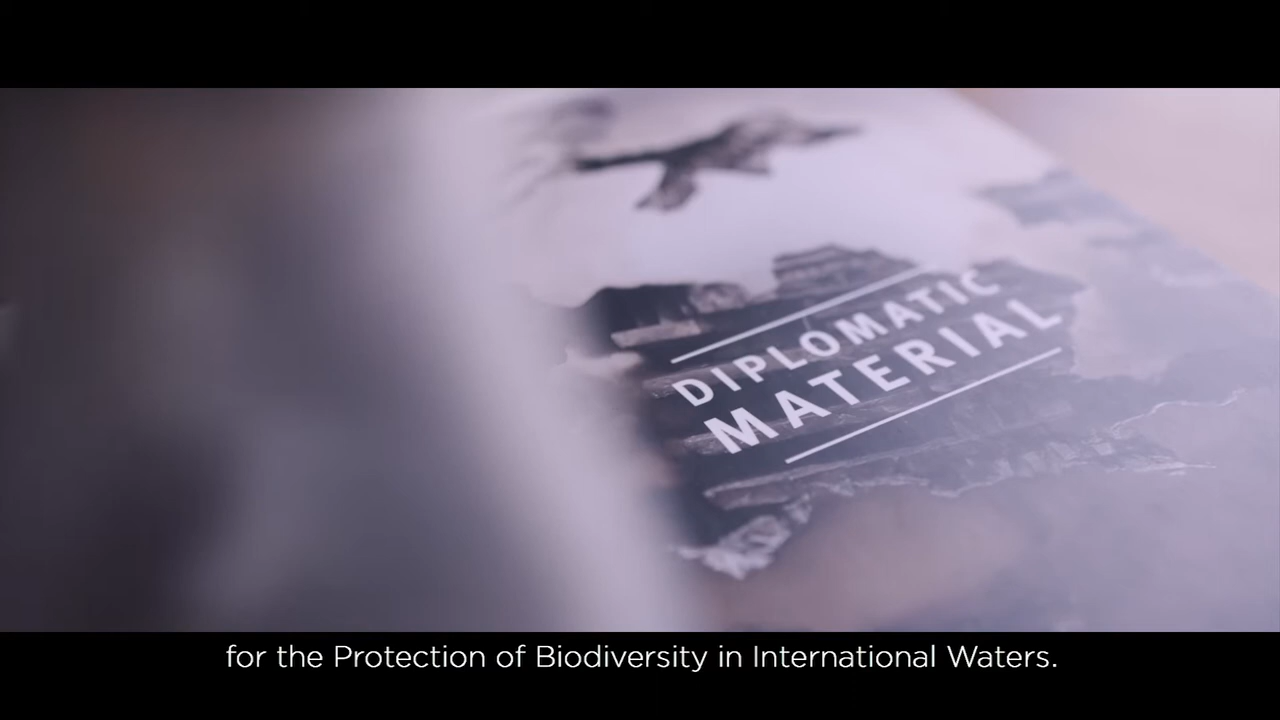 DIPLOMATIC
MATERIAL
for the Protection of Biodiversity in International Waters.